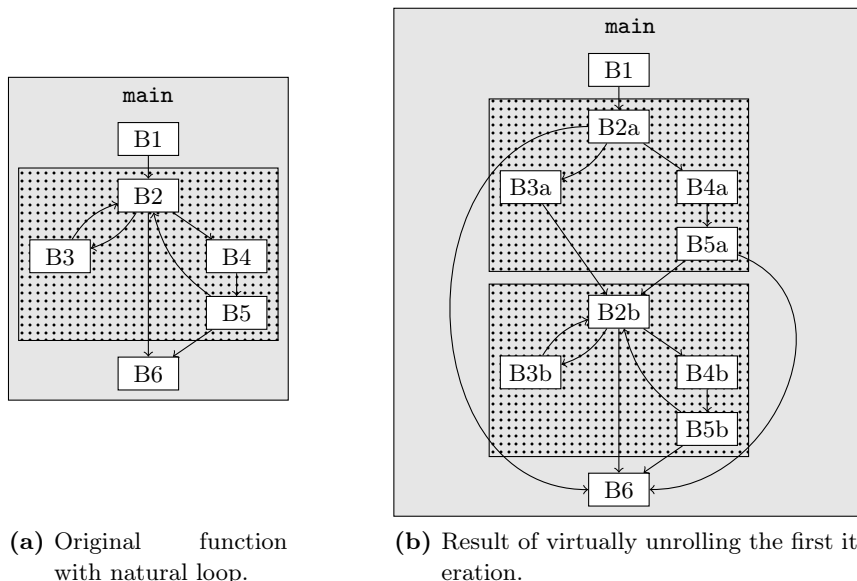 main
B1
B2
B3
B4
B5
B6
(a) Original function
with natural loop.
main
B1
B2a
B3a
B4a
B5a
B2b
B3b
B4b
B5b
B6
(b) Result of virtually unrolling the first it
eration.